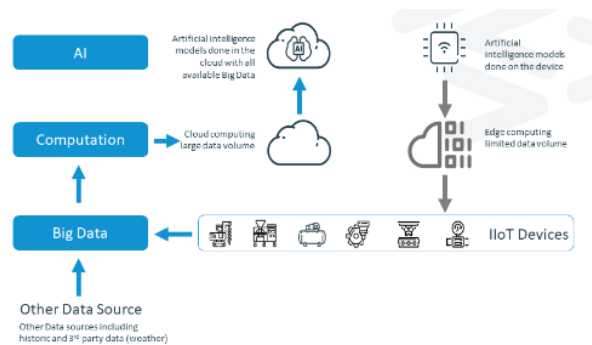 AI
Artificial intelligence
models done in the
cloud with all
available Big Data
AI
Artificial
intelligence models
done on the device
Computation
Cloud computing
large data volume
Edge computing
limited data volume
Big Data
IIoT Devices
Other Data Source
Other Data sources including
historic and 3rd party data (weather)